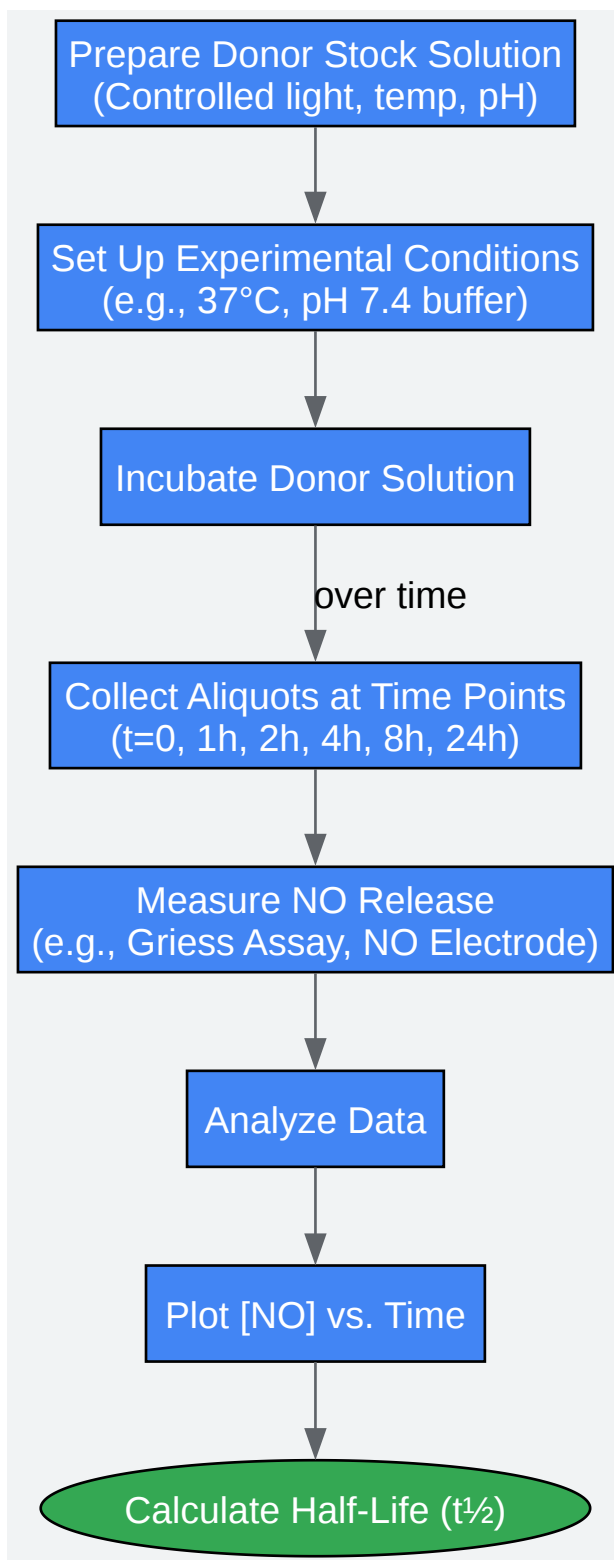 Prepare Donor Stock Solution
(Controlled light, temp, pH)
Set Up Experimental Conditions
(e.g., 37°C, pH 7.4 buffer)
Incubate Donor Solution
over time
Collect Aliquots at Time Points
(t=0, 1h, 2h, 4h, 8h, 24h)
Measure NO Release
(e.g., Griess Assay, NO Electrode)
Analyze Data
Plot [NO] vs. Time
Calculate Half-Life (t½)